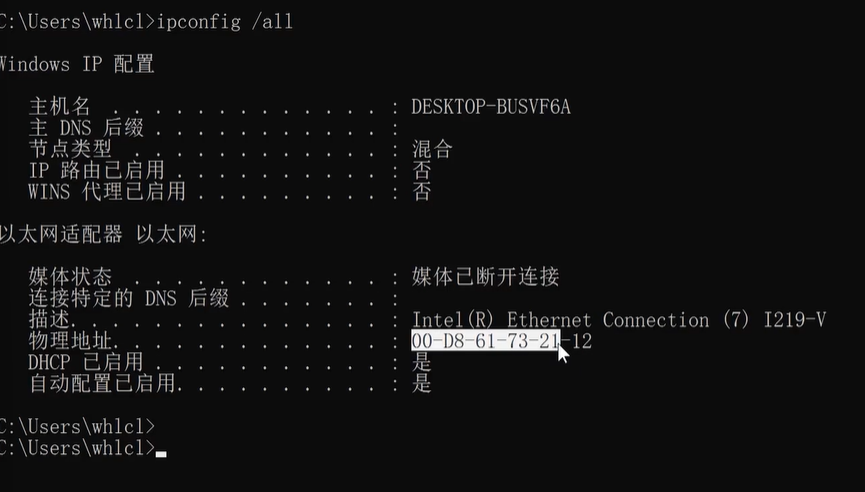 C:\Users\whlcl>ipconfig /all
Windows IP 配置
主机名 . . . . . . . . . . . . . : DESKTOP-BUSVF6A
主 DNS 后缀 . . . . . . . . . . . :
节点类型 . . . . . . . . . . . . : 混合
IP 路由已启用 . . . . . . . . . . : 否
WINS 代理已启用 . . . . . . . . . : 否
以太网适配器 以太网:
媒体状态 . . . . . . . . . . . . : 媒体已断开连接
连接特定的 DNS 后缀 . . . . . . . :
描述. . . . . . . . . . . . . . . : Intel(R) Ethernet Connection (7) I219-V
物理地址. . . . . . . . . . . . . : 00-D8-61-73-21-12
DHCP 已启用 . . . . . . . . . . . : 是
自动配置已启用. . . . . . . . . . : 是
C:\Users\whlcl>
C:\Users\whlcl>